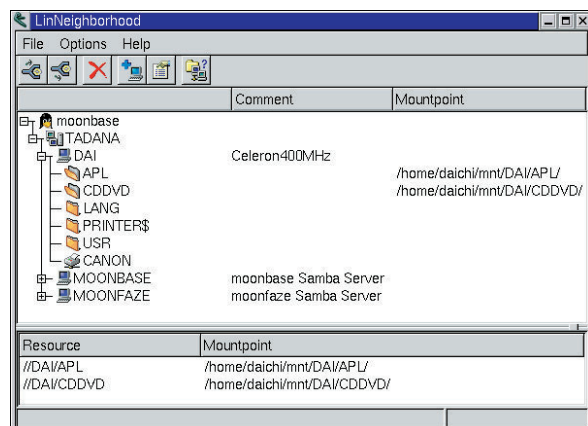 LinNeighborhood
File Options Help
Comment Mountpoint
moonbase
TADANA
DAI Celeron400MHz
APL /home/daichi/mnt/DAI/APL/
CDDVD /home/daichi/mnt/DAI/CDDVD/
LANG
PRINTER$
USR
CANON
MOONBASE moonbase Samba Server
MOONFAZE moonfaze Samba Server
Resource Mountpoint
//DAI/APL /home/daichi/mnt/DAI/APL/
//DAI/CDDVD /home/daichi/mnt/DAI/CDDVD/